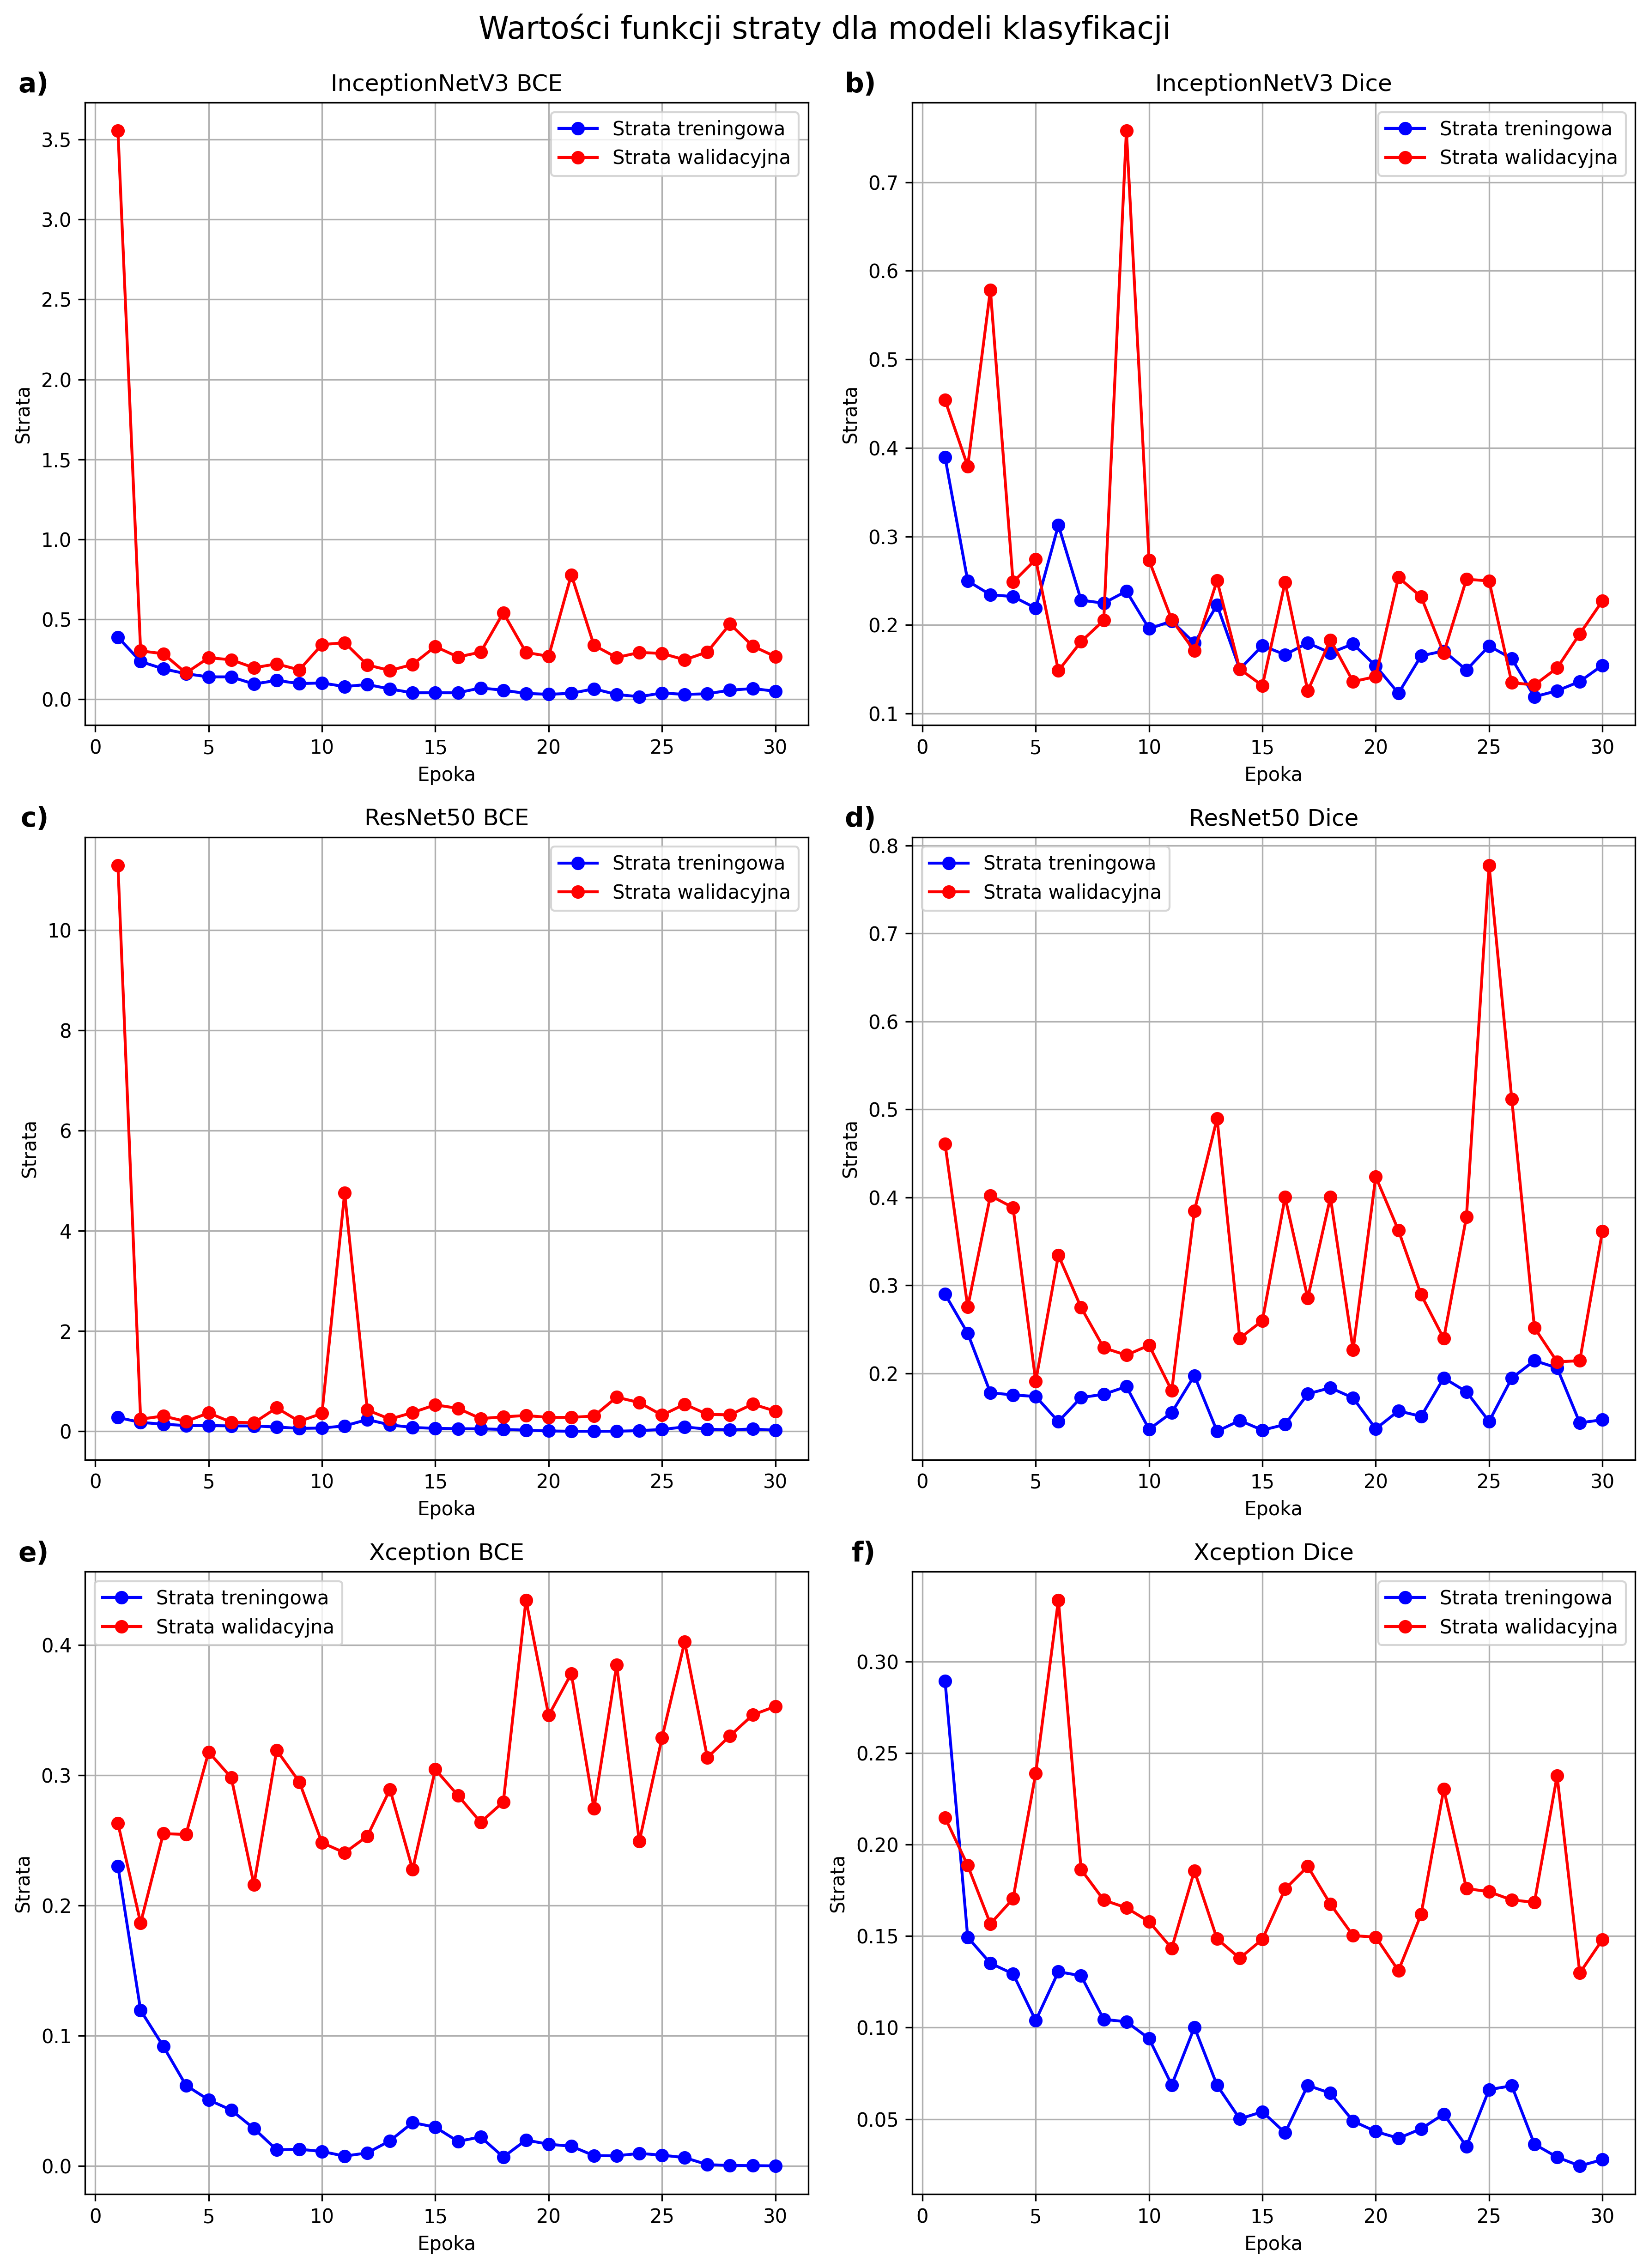 Wartości funkcji straty dla modeli klasyfikacji
a)
InceptionNetV3 BCE
Strata treningowa
Strata walidacyjna
3.5
3.0
2.5
2.0
1.5
1.0
0.5
0.0
Strata
0 5 10 15 20 25 30
Epoka
b)
InceptionNetV3 Dice
Strata treningowa
Strata walidacyjna
0.7
0.6
0.5
0.4
0.3
0.2
0.1
Strata
0 5 10 15 20 25 30
Epoka
c)
ResNet50 BCE
Strata treningowa
Strata walidacyjna
10
8
6
4
2
0
Strata
0 5 10 15 20 25 30
Epoka
d)
ResNet50 Dice
Strata treningowa
Strata walidacyjna
0.8
0.7
0.6
0.5
0.4
0.3
0.2
Strata
0 5 10 15 20 25 30
Epoka
e)
Xception BCE
Strata treningowa
Strata walidacyjna
0.4
0.3
0.2
0.1
0.0
Strata
0 5 10 15 20 25 30
Epoka
f)
Xception Dice
Strata treningowa
Strata walidacyjna
0.30
0.25
0.20
0.15
0.10
0.05
Strata
0 5 10 15 20 25 30
Epoka